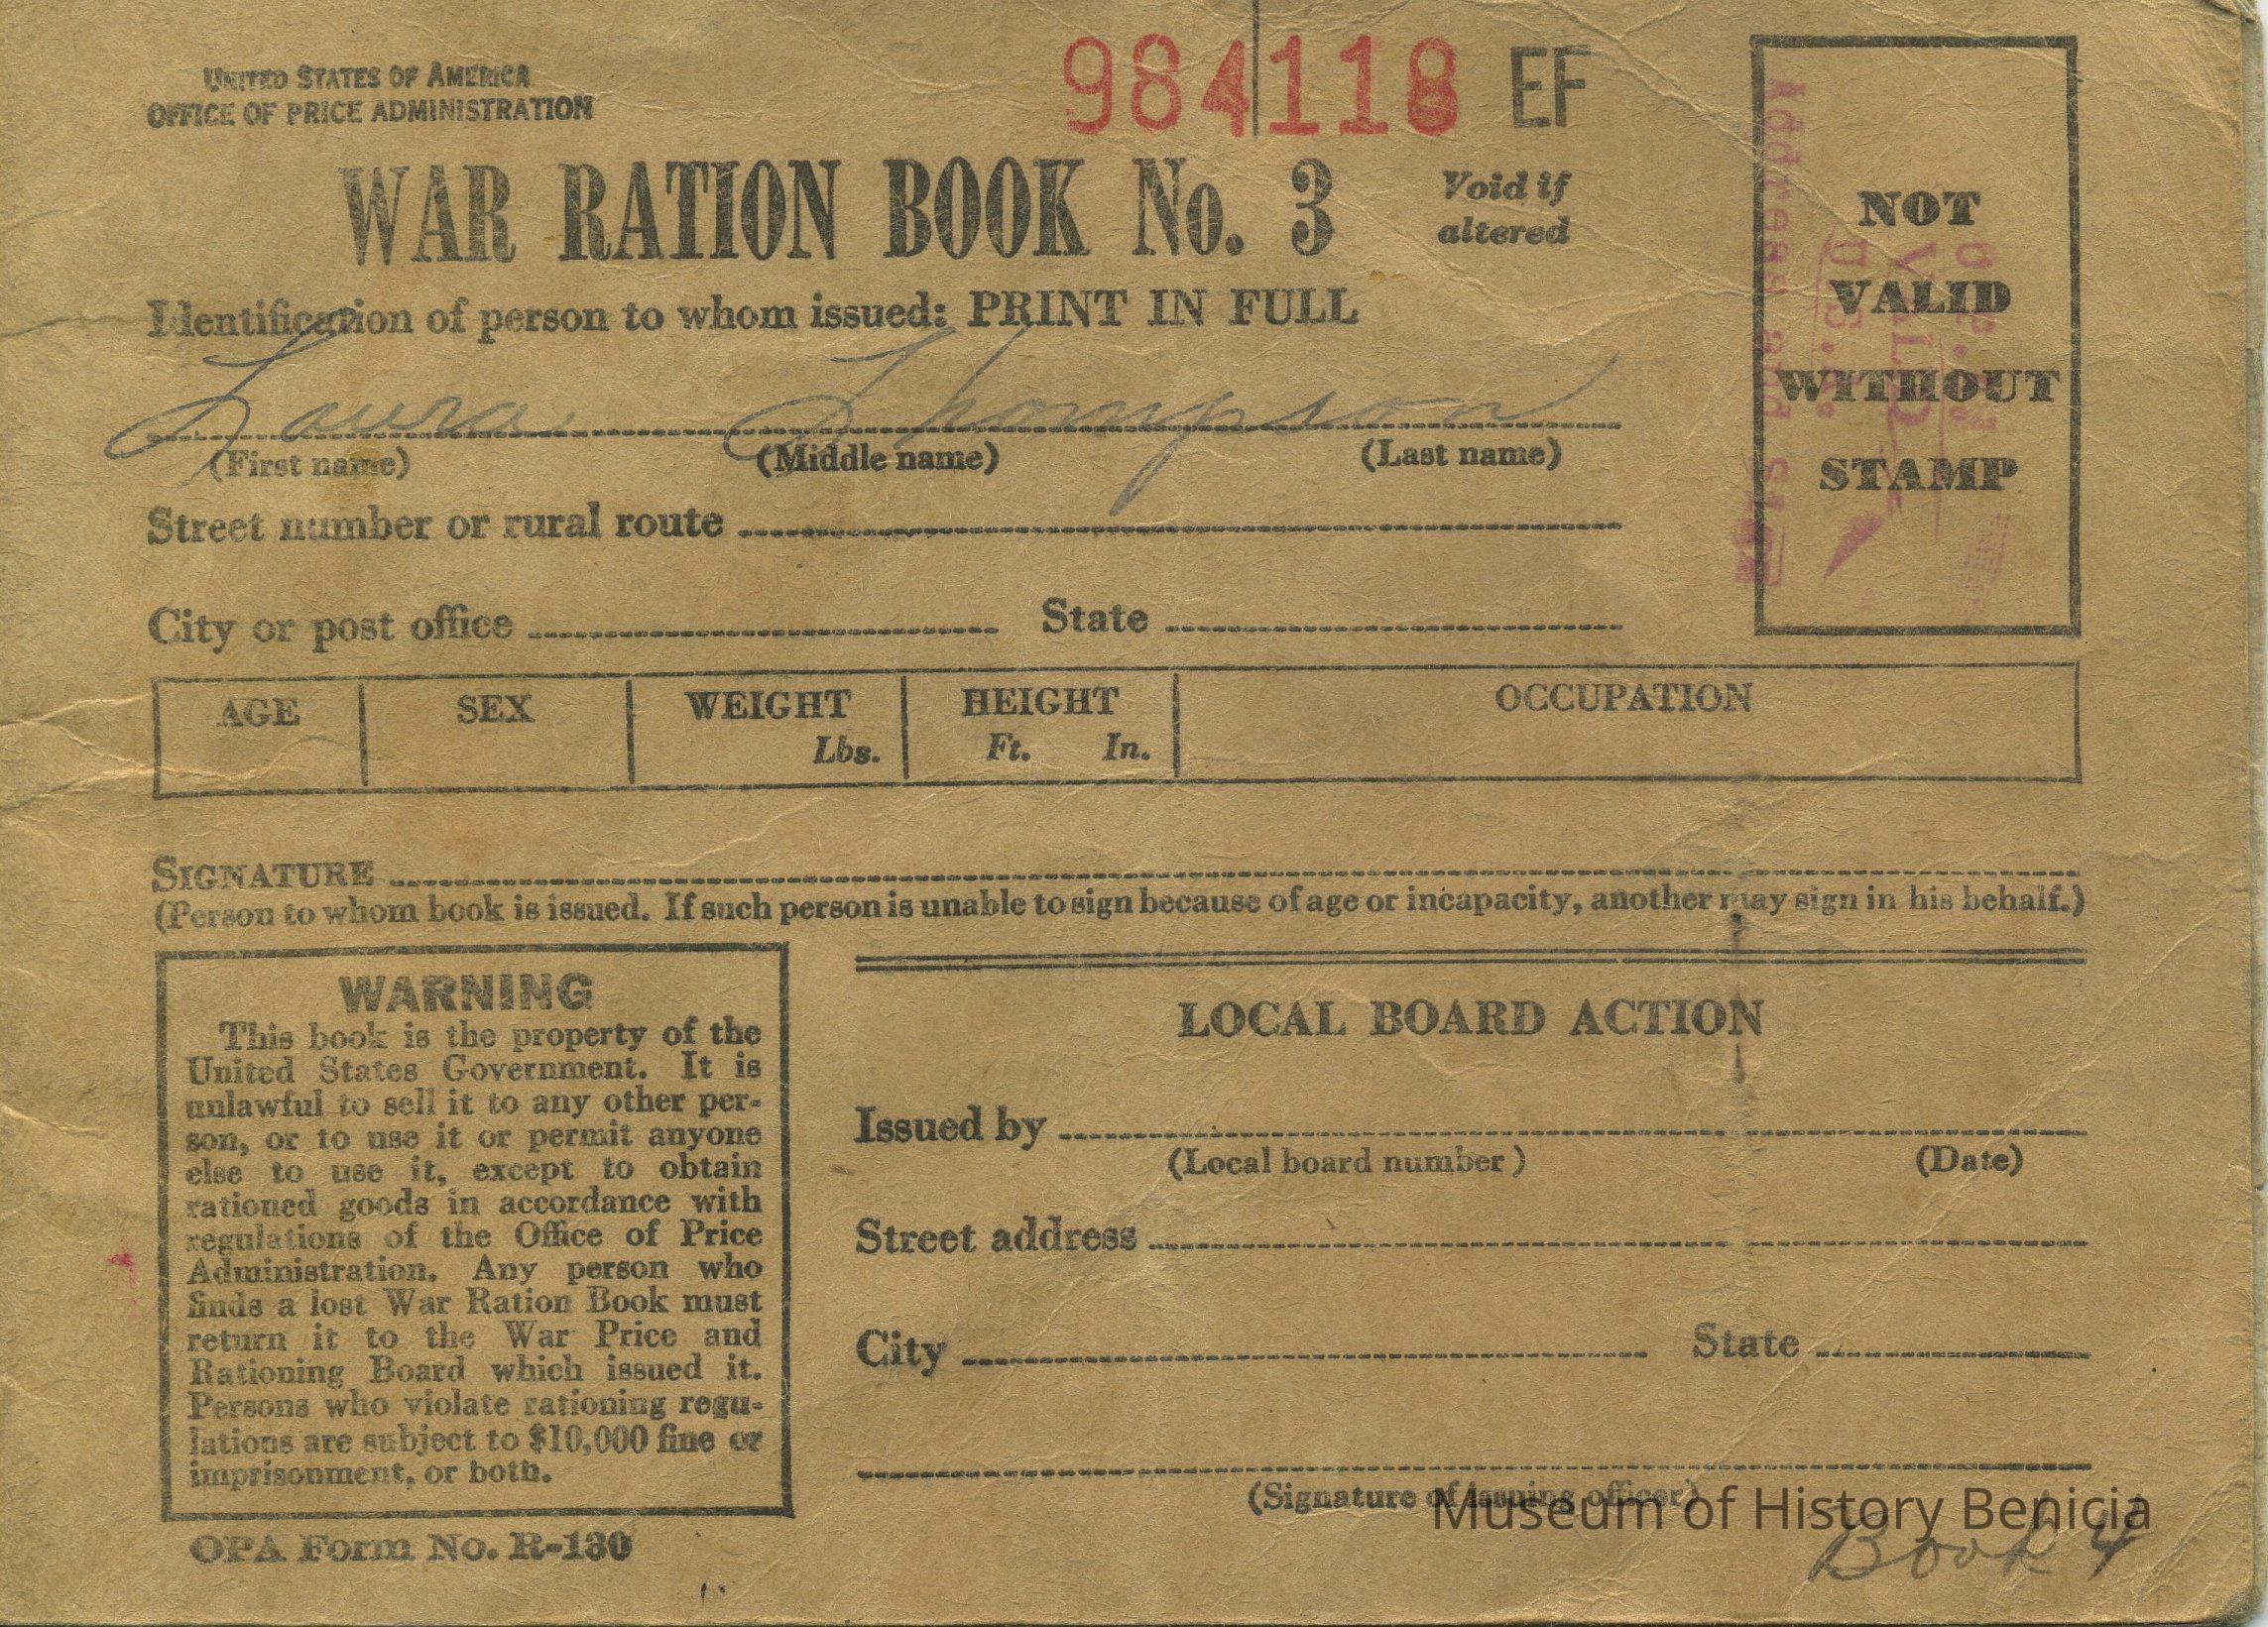 UNITED STATES OF AMERICA
OFFICE OF PRICE ADMINISTRATION
984118 EF
WAR RATION BOOK No. 3
Void if
altered
Identification of person to whom issued: PRINT IN FULL
Laura Thompson
(First name) (Middle name) (Last name)
Street number or rural route
City or post office State
NOT
VALID
WITHOUT
STAMP
AGE SEX WEIGHT HEIGHT OCCUPATION
Lbs. Ft. In.
SIGNATURE
(Person to whom book is issued. If such person is unable to sign because of age or incapacity, another may sign in his behalf.)
WARNING
This book is the property of the
United States Government. It is
unlawful to sell it to any other per-
son, or to use it or permit anyone
else to use it, except to obtain
rationed goods in accordance with
regulations of the Office of Price
Administration. Any person who
finds a lost War Ration Book must
return it to the War Price and
Rationing Board which issued it.
Persons who violate rationing regu-
lations are subject to $10,000 fine or
imprisonment, or both.
OPA Form No. R-130
LOCAL BOARD ACTION
Issued by
(Local board number) (Date)
Street address
City State
(Signature of issuing officer)
Museum of History Benicia
Book 4